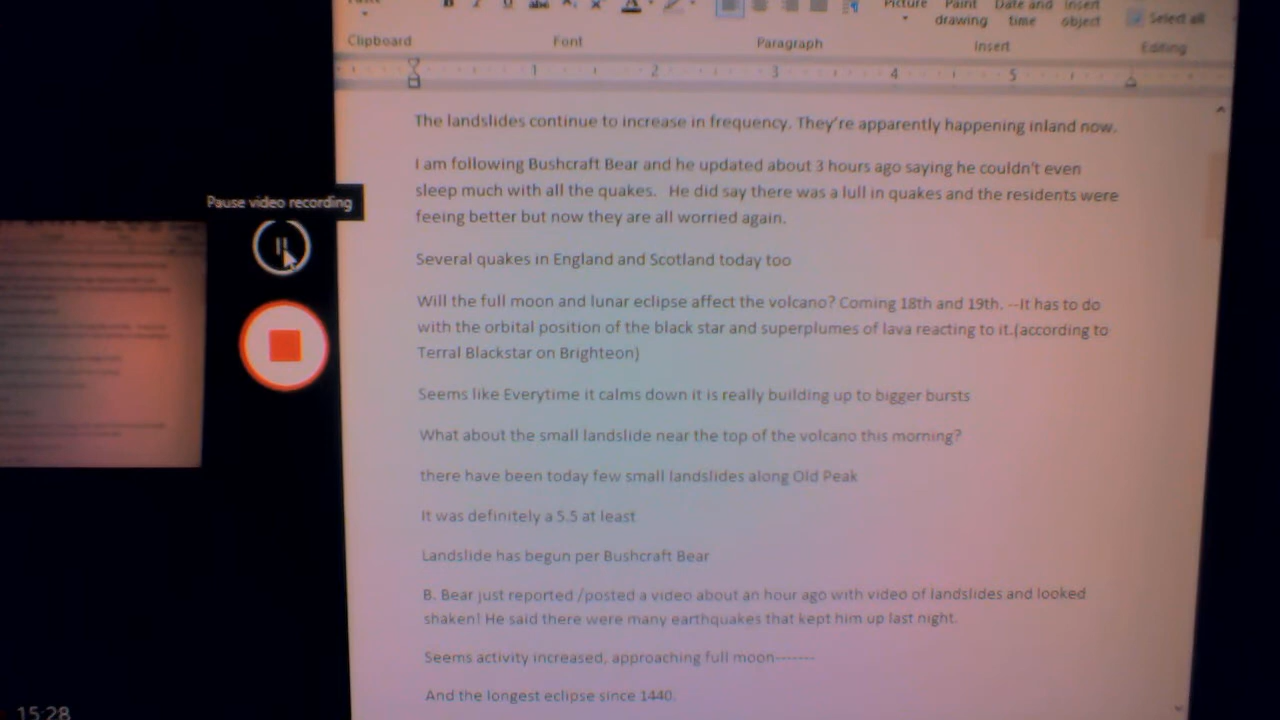 Picture Paint Date and Insert
drawing time object Select all
Clipboard Font Paragraph Insert Editing
1 2 3 4 5
The landslides continue to increase in frequency. They're apparently happening inland now.
I am following Bushcraft Bear and he updated about 3 hours ago saying he couldn't even
sleep much with all the quakes. He did say there was a lull in quakes and the residents were
feeing better but now they are all worried again.
Pause video recording
Several quakes in England and Scotland today too
Will the full moon and lunar eclipse affect the volcano? Coming 18th and 19th. --It has to do
with the orbital position of the black star and superplumes of lava reacting to it.(according to
Terral Blackstar on Brighteon)
Seems like Everytime it calms down it is really building up to bigger bursts
What about the small landslide near the top of the volcano this morning?
there have been today few small landslides along Old Peak
It was definitely a 5.5 at least
Landslide has begun per Bushcraft Bear
B. Bear just reported /posted a video about an hour ago with video of landslides and looked
shaken! He said there were many earthquakes that kept him up last night.
Seems activity increased, approaching full moon-------
And the longest eclipse since 1440.
15:28